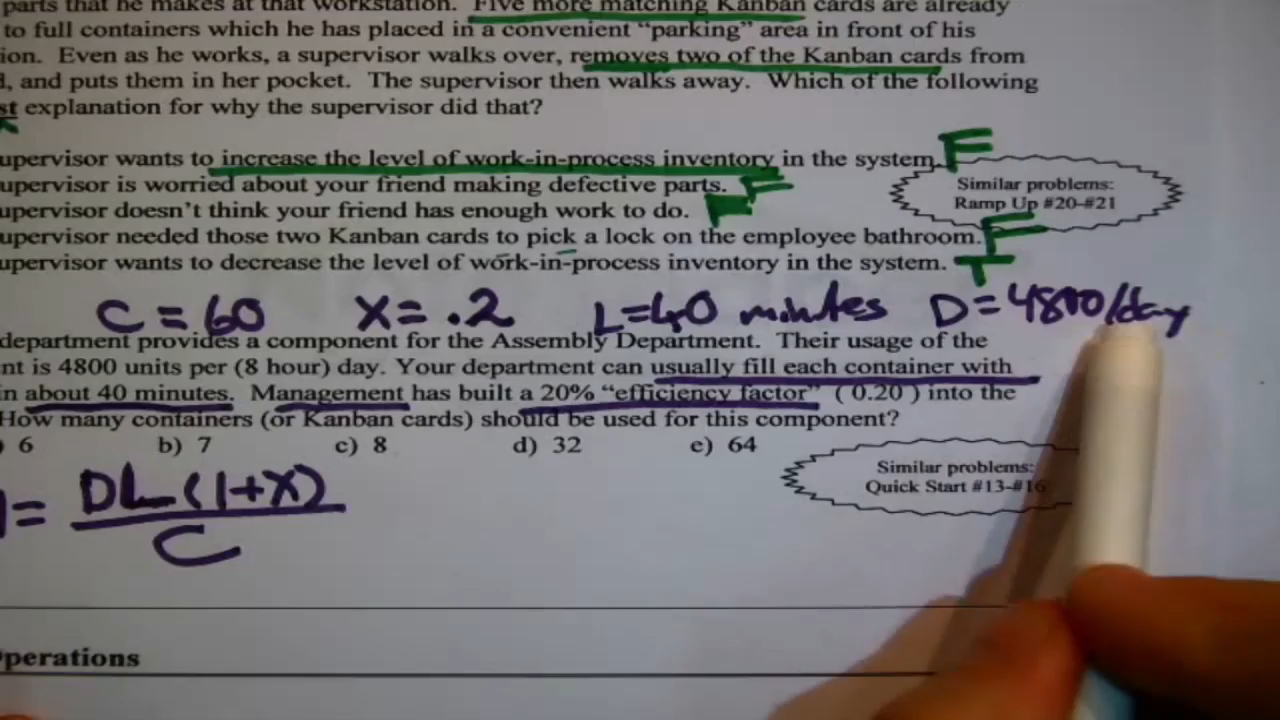 parts that he makes at that workstation. Five more matching Kanban cards are already
to full containers which he has placed in a convenient “parking” area in front of his
ion. Even as he works, a supervisor walks over, removes two of the Kanban cards from
d, and puts them in her pocket. The supervisor then walks away. Which of the following
st explanation for why the supervisor did that?
upervisor wants to increase the level of work-in-process inventory in the system. F
upervisor is worried about your friend making defective parts. F
upervisor doesn't think your friend has enough work to do. F
upervisor needed those two Kanban cards to pick a lock on the employee bathroom. F
upervisor wants to decrease the level of work-in-process inventory in the system. T
Similar problems:
Ramp Up #20-#21
C = 60 X = .2 L = 40 minutes D = 4800/day
department provides a component for the Assembly Department. Their usage of the
nt is 4800 units per (8 hour) day. Your department can usually fill each container with
in about 40 minutes. Management has built a 20% “efficiency factor” (0.20) into the
How many containers (or Kanban cards) should be used for this component?
) 6 b) 7 c) 8 d) 32 e) 64
Similar problems:
Quick Start #13-#16
= DL(1+X)
C
perations